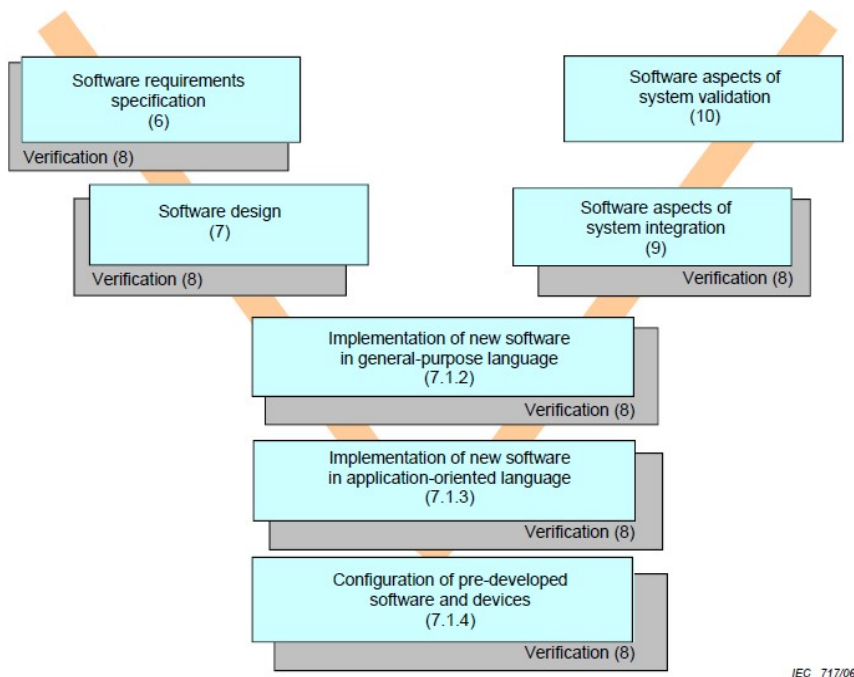 Software requirements
specification
(6)
Verification (8)
Software aspects of
system validation
(10)
Software design
(7)
Verification (8)
Software aspects of
system integration
(9)
Verification (8)
Implementation of new software
in general-purpose language
(7.1.2)
Verification (8)
Implementation of new software
in application-oriented language
(7.1.3)
Verification (8)
Configuration of pre-developed
software and devices
(7.1.4)
Verification (8)
IEC 717/06